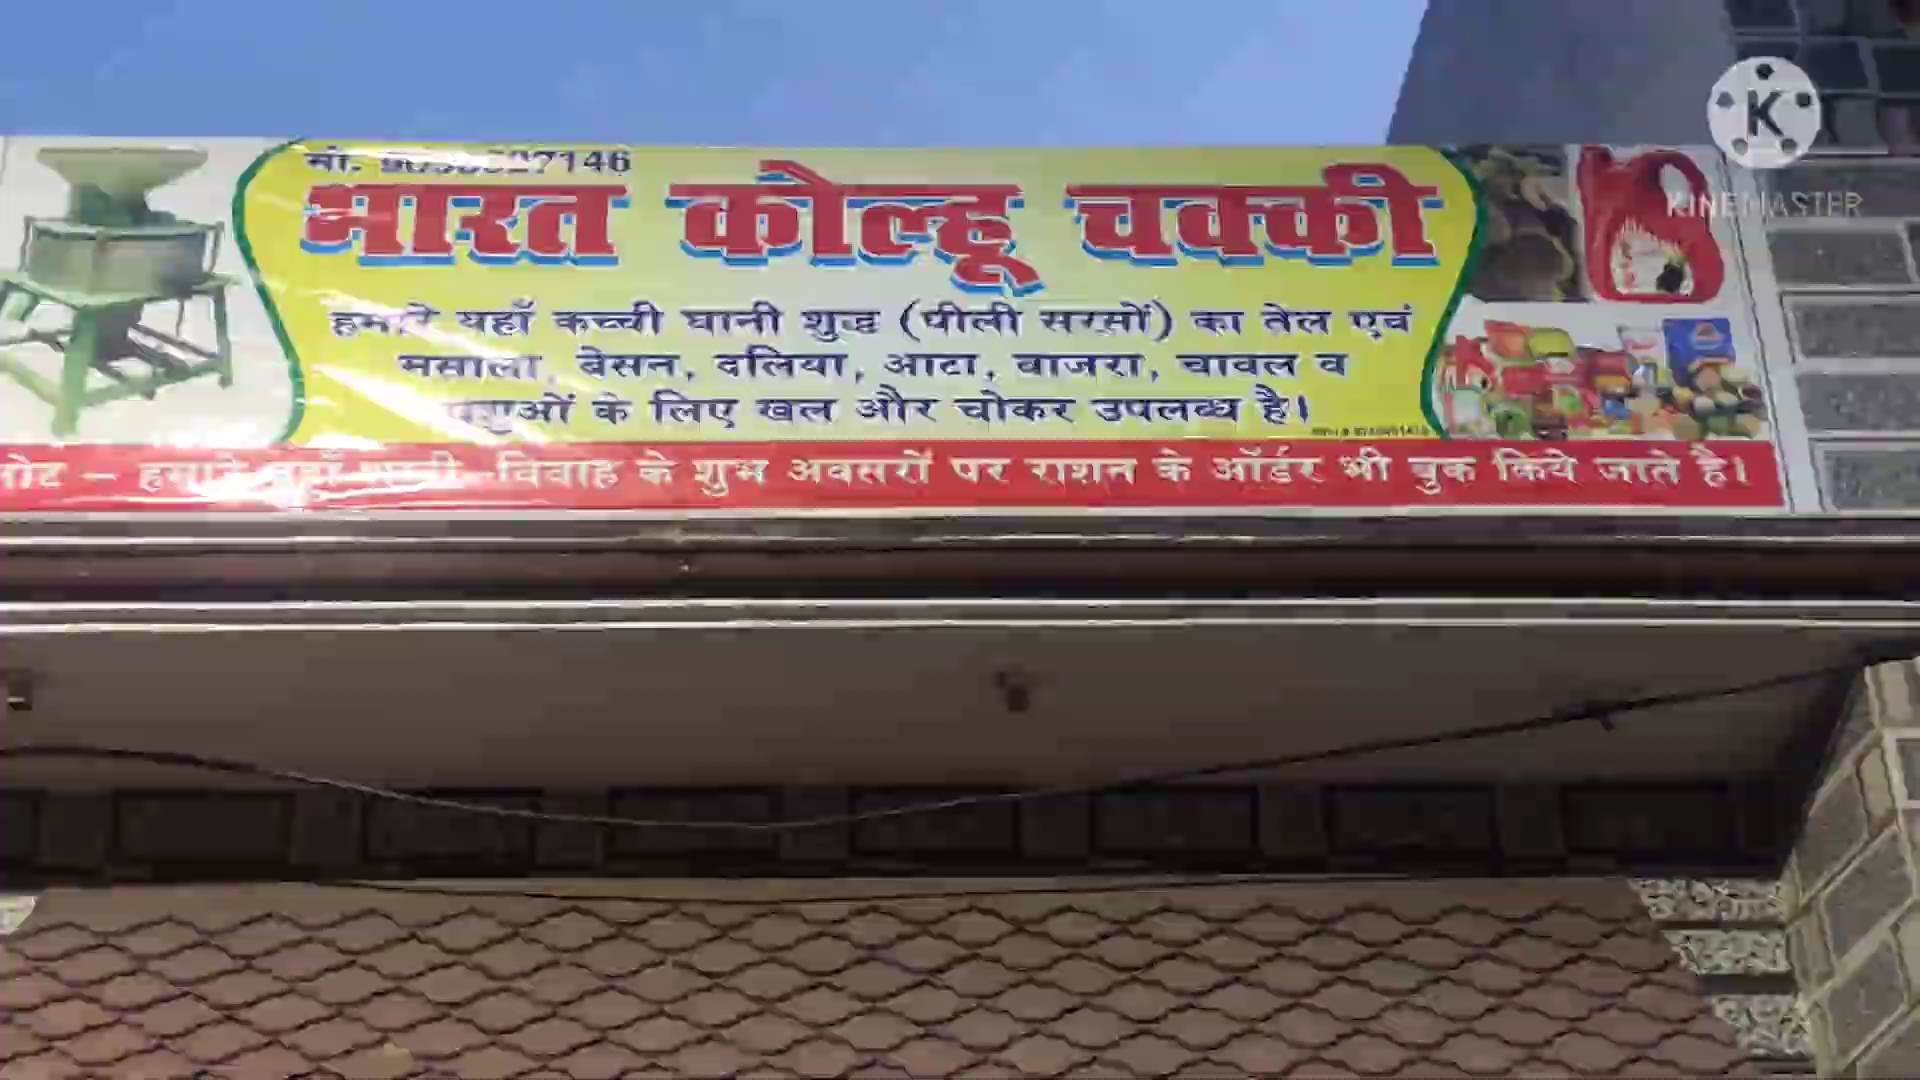 मो.
भारत कोल्हू चक्की
हमारे यहाँ कच्ची घानी शुद्ध (पीली सरसों) का तेल एवं
मसाला, बेसन, दलिया, आटा, बाजरा, चावल व
पशुओं के लिए खल और चोकर उपलब्ध है।
नोट – हमारे यहाँ शादी-विवाह के शुभ अवसरों पर राशन के ऑर्डर भी बुक किये जाते है।
K
KINEMASTER